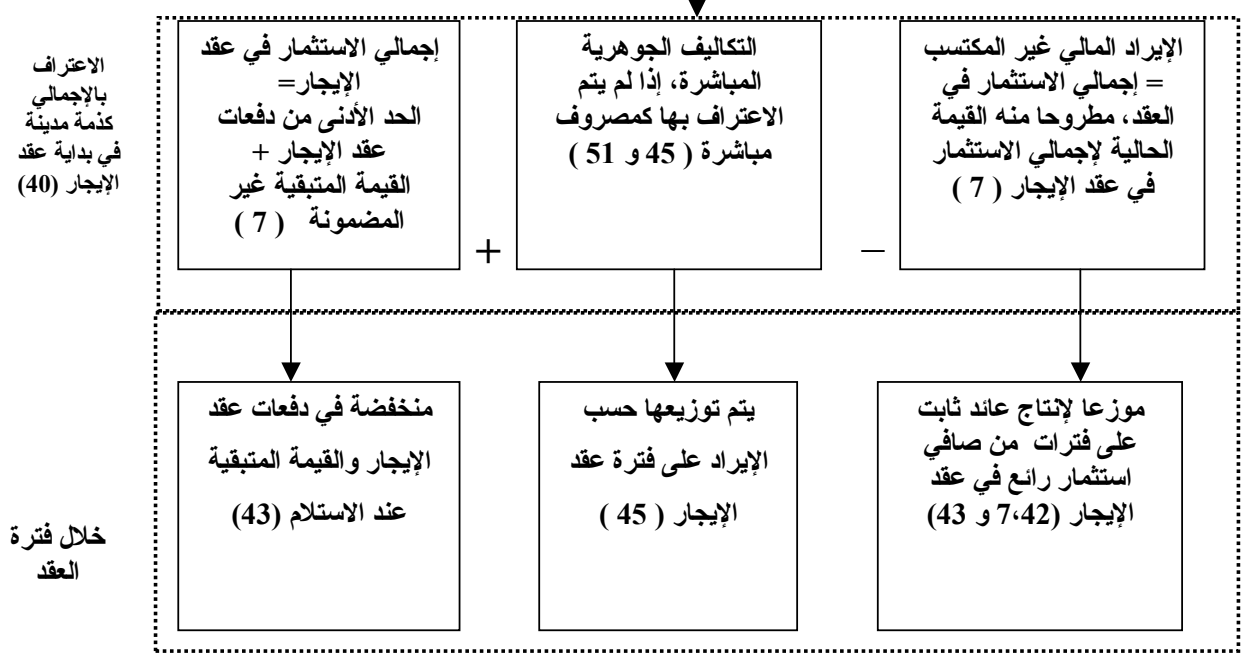 الاعتراف
بالإجمالي
كذمة مدينة
في بداية عقد
الإيجار (40)
الإيراد المالي غير المكتسب
= إجمالي الاستثمار في
العقد، مطروحا منه القيمة
الحالية لإجمالي الاستثمار
في عقد الإيجار ( 7 )
–
التكاليف الجوهرية
المباشرة، إذا لم يتم
الاعتراف بها كمصروف
مباشرة ( 45 و 51 )
+
إجمالي الاستثمار في عقد
الإيجار=
الحد الأدنى من دفعات
عقد الإيجار +
القيمة المتبقية غير
المضمونة ( 7 )
موزعا لإنتاج عائد ثابت
على فترات من صافي
استثمار رائع في عقد
الإيجار (7،42 و 43)
يتم توزيعها حسب
الإيراد على فترة عقد
الإيجار ( 45 )
منخفضة في دفعات عقد
الإيجار والقيمة المتبقية
عند الاستلام (43)
خلال فترة
العقد